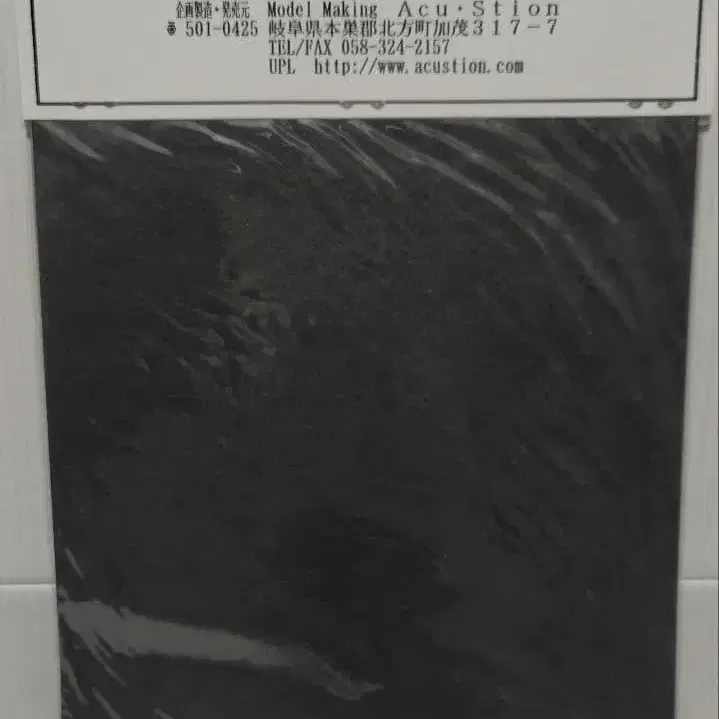 企画製造・発売元 Model Making Acu・Stion
〒501-0425 岐阜県本巣郡北方町加茂317-7
TEL/FAX 058-324-2157
UPL http://www.acustion.com